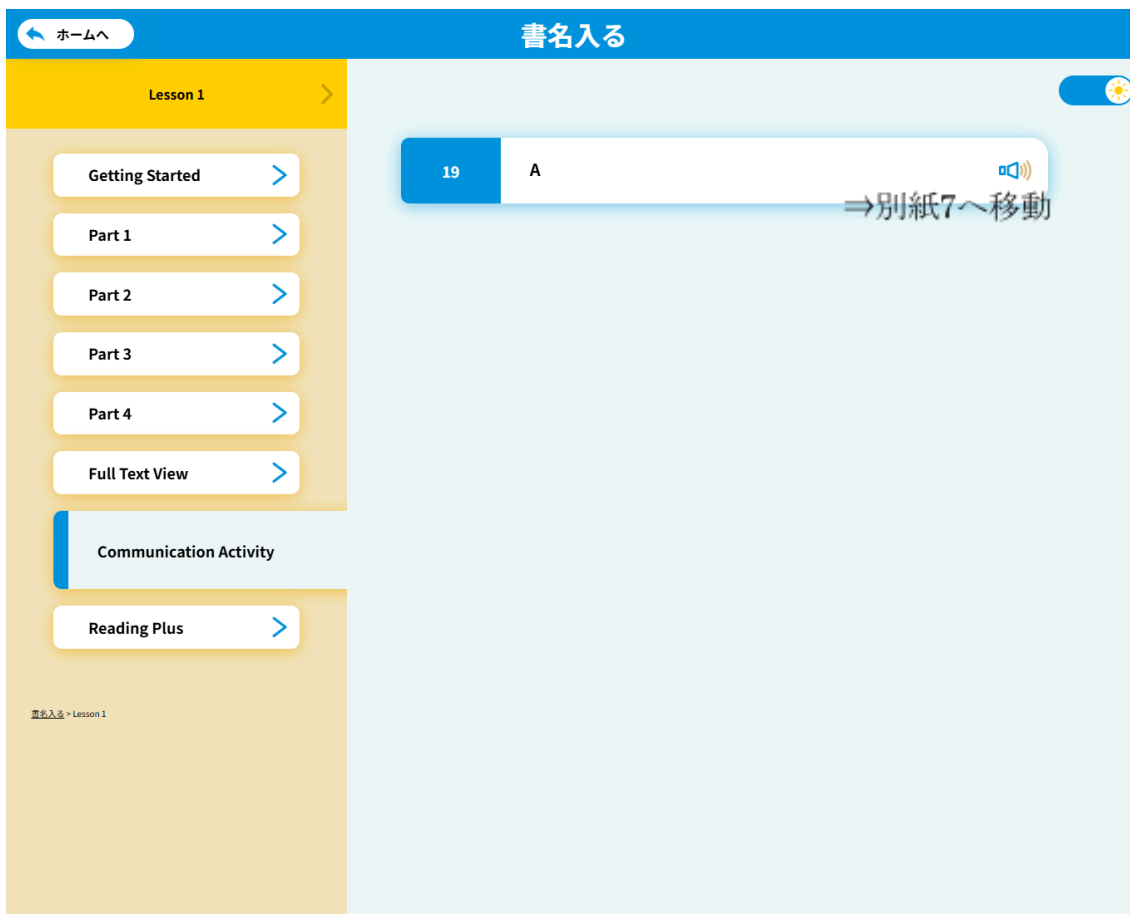 ホームへ
書名入る
Lesson 1
Getting Started
Part 1
Part 2
Part 3
Part 4
Full Text View
Communication Activity
Reading Plus
書名入る > Lesson 1
19 A
⇒別紙7へ移動